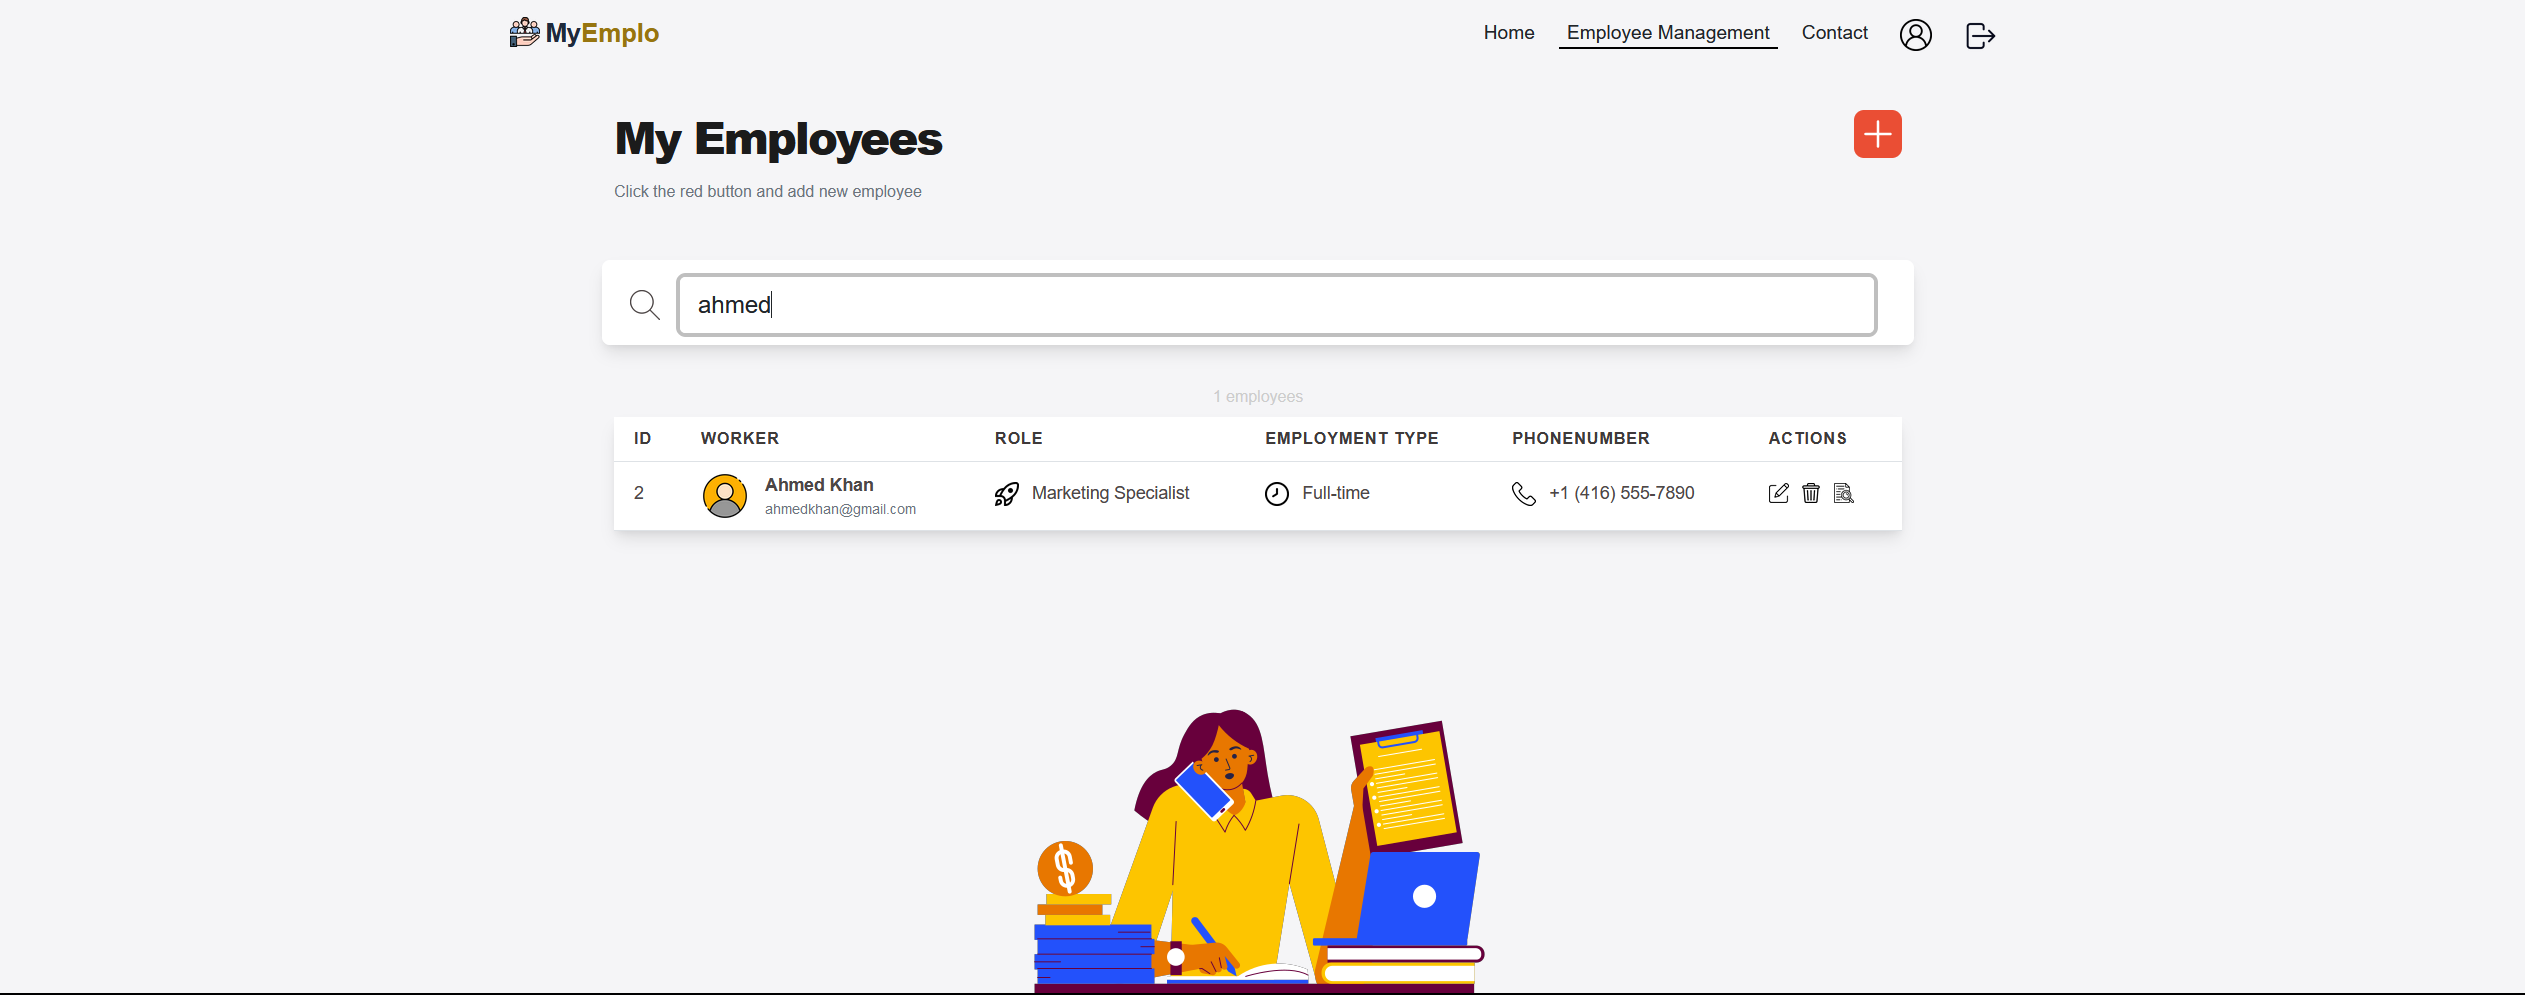 MyEmplo
Home Employee Management Contact
My Employees
Click the red button and add new employee
ahmed
1 employees
ID WORKER ROLE EMPLOYMENT TYPE PHONENUMBER ACTIONS
2 Ahmed Khan Marketing Specialist Full-time +1 (416) 555-7890
ahmedkhan@gmail.com
$